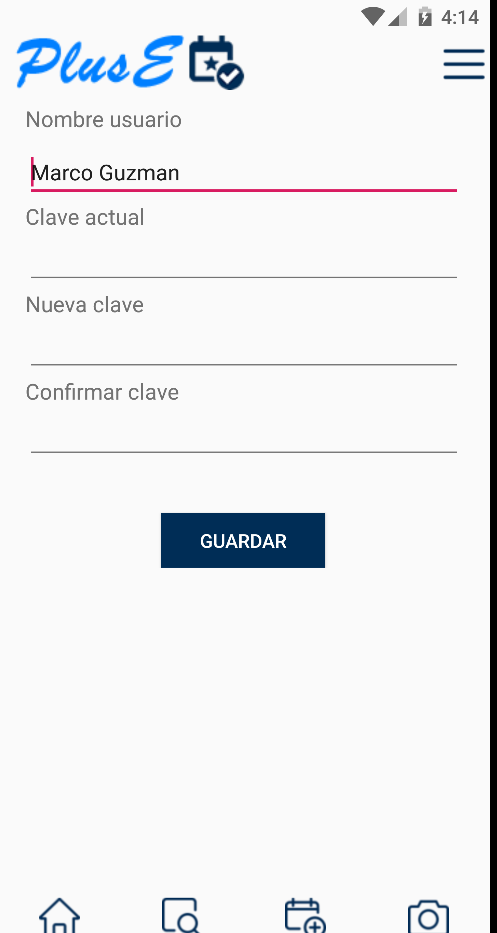 4:14
PlusE
Nombre usuario
Marco Guzman
Clave actual
Nueva clave
Confirmar clave
GUARDAR